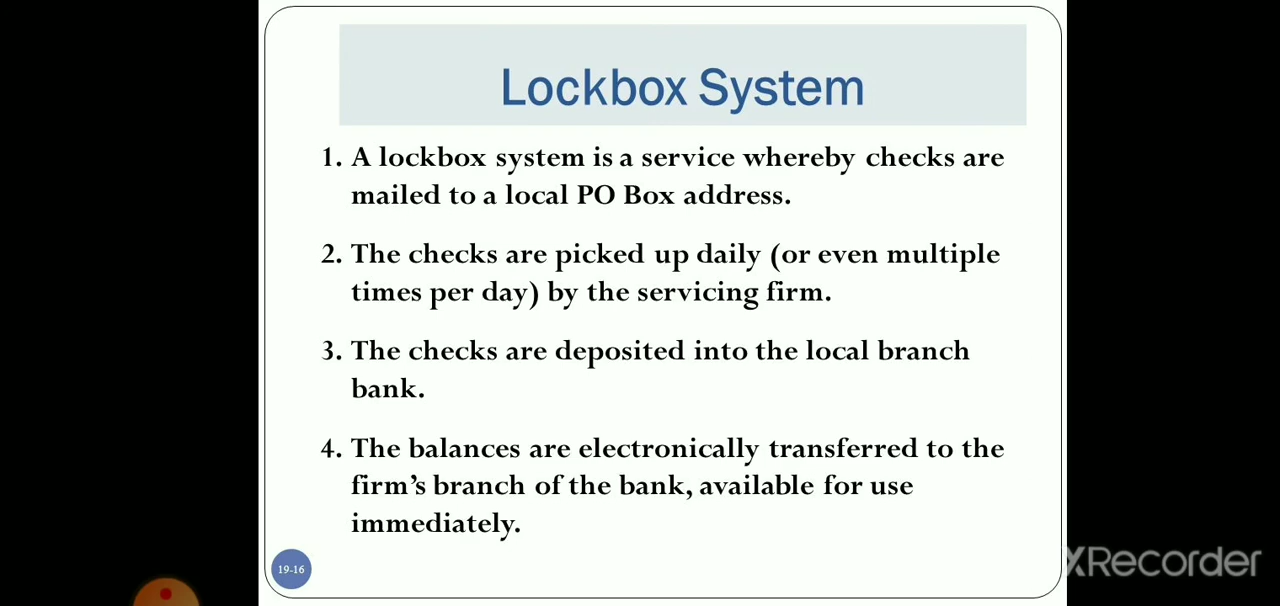 Lockbox System
1. A lockbox system is a service whereby checks are
mailed to a local PO Box address.
2. The checks are picked up daily (or even multiple
times per day) by the servicing firm.
3. The checks are deposited into the local branch
bank.
4. The balances are electronically transferred to the
firm’s branch of the bank, available for use
immediately.
19-16
XRecorder